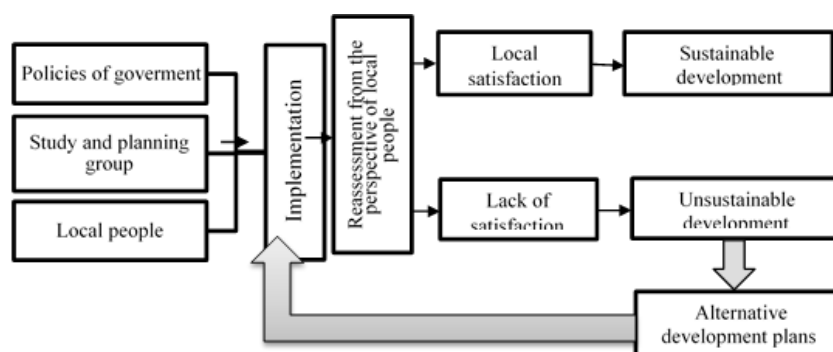 Policies of goverment
Study and planning
group
Local people
Implementation
Reassessment from the
perspective of local
people
Local
satisfaction
Sustainable
development
Lack of
satisfaction
Unsustainable
development
Alternative
development plans